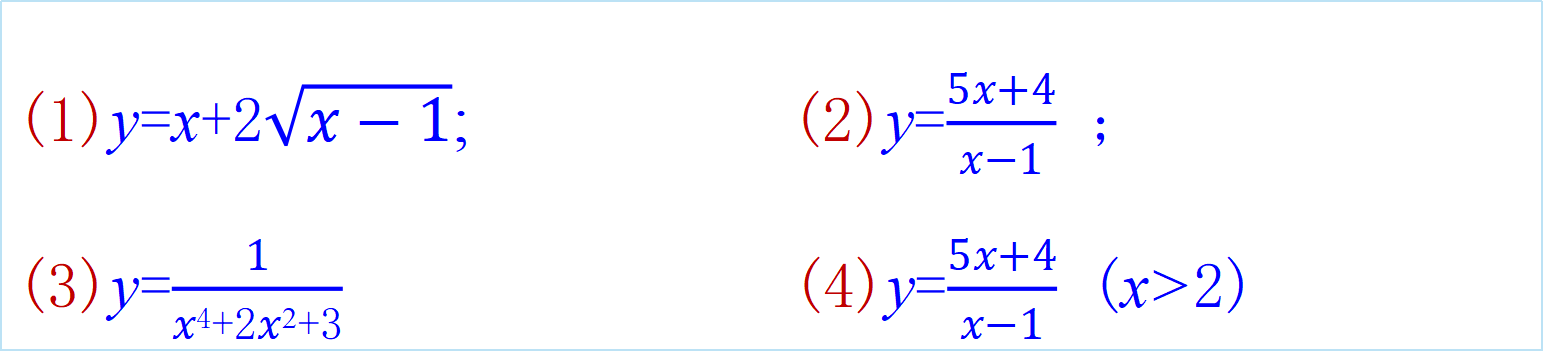 (1)y=x+2√(x − 1); (2)y=(5x+4)/(x−1) ;
(3)y=1/(x⁴+2x²+3) (4)y=(5x+4)/(x−1) (x>2)